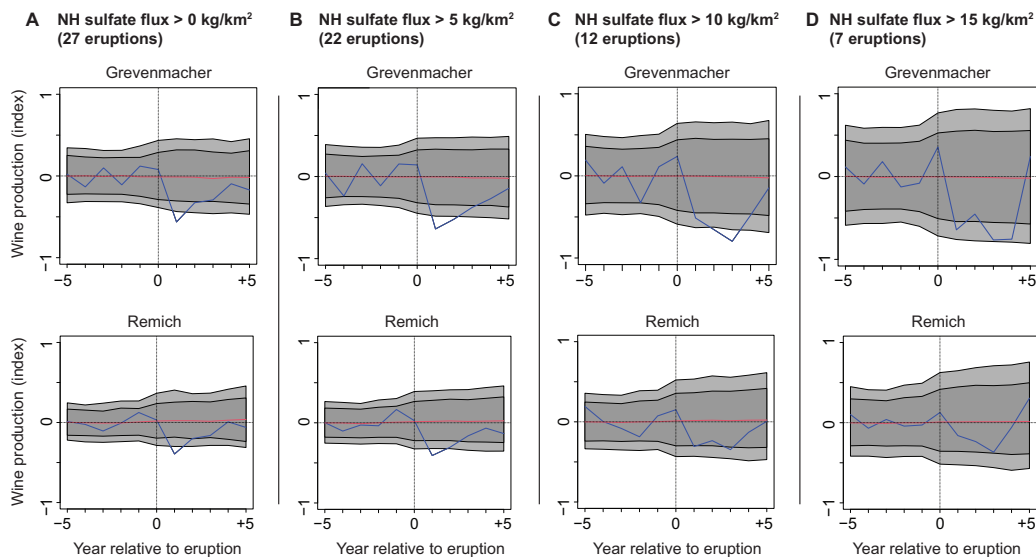 A NH sulfate flux > 0 kg/km²
(27 eruptions)
Grevenmacher
Wine production (index)
1
0
−1
−5
0
+5
Remich
Wine production (index)
1
0
−1
−5
0
+5
Year relative to eruption
B NH sulfate flux > 5 kg/km²
(22 eruptions)
Grevenmacher
1
0
−1
−5
0
+5
Remich
1
0
−1
−5
0
+5
Year relative to eruption
C NH sulfate flux > 10 kg/km²
(12 eruptions)
Grevenmacher
1
0
−1
−5
0
+5
Remich
1
0
−1
−5
0
+5
Year relative to eruption
D NH sulfate flux > 15 kg/km²
(7 eruptions)
Grevenmacher
1
0
−1
−5
0
+5
Remich
1
0
−1
−5
0
+5
Year relative to eruption